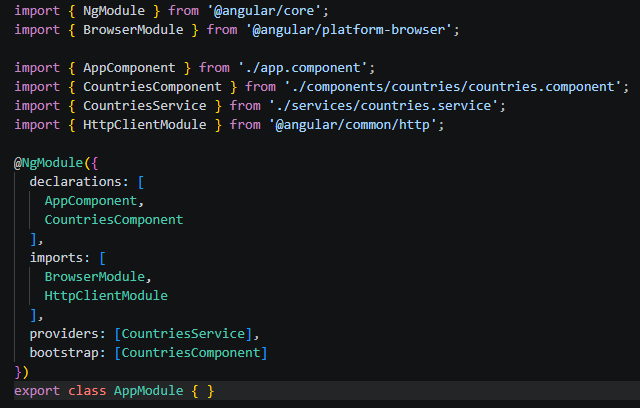 import { NgModule } from '@angular/core';
import { BrowserModule } from '@angular/platform-browser';

import { AppComponent } from './app.component';
import { CountriesComponent } from './components/countries/countries.component';
import { CountriesService } from './services/countries.service';
import { HttpClientModule } from '@angular/common/http';

@NgModule({
  declarations: [
    AppComponent,
    CountriesComponent
  ],
  imports: [
    BrowserModule,
    HttpClientModule
  ],
  providers: [CountriesService],
  bootstrap: [CountriesComponent]
})
export class AppModule { }